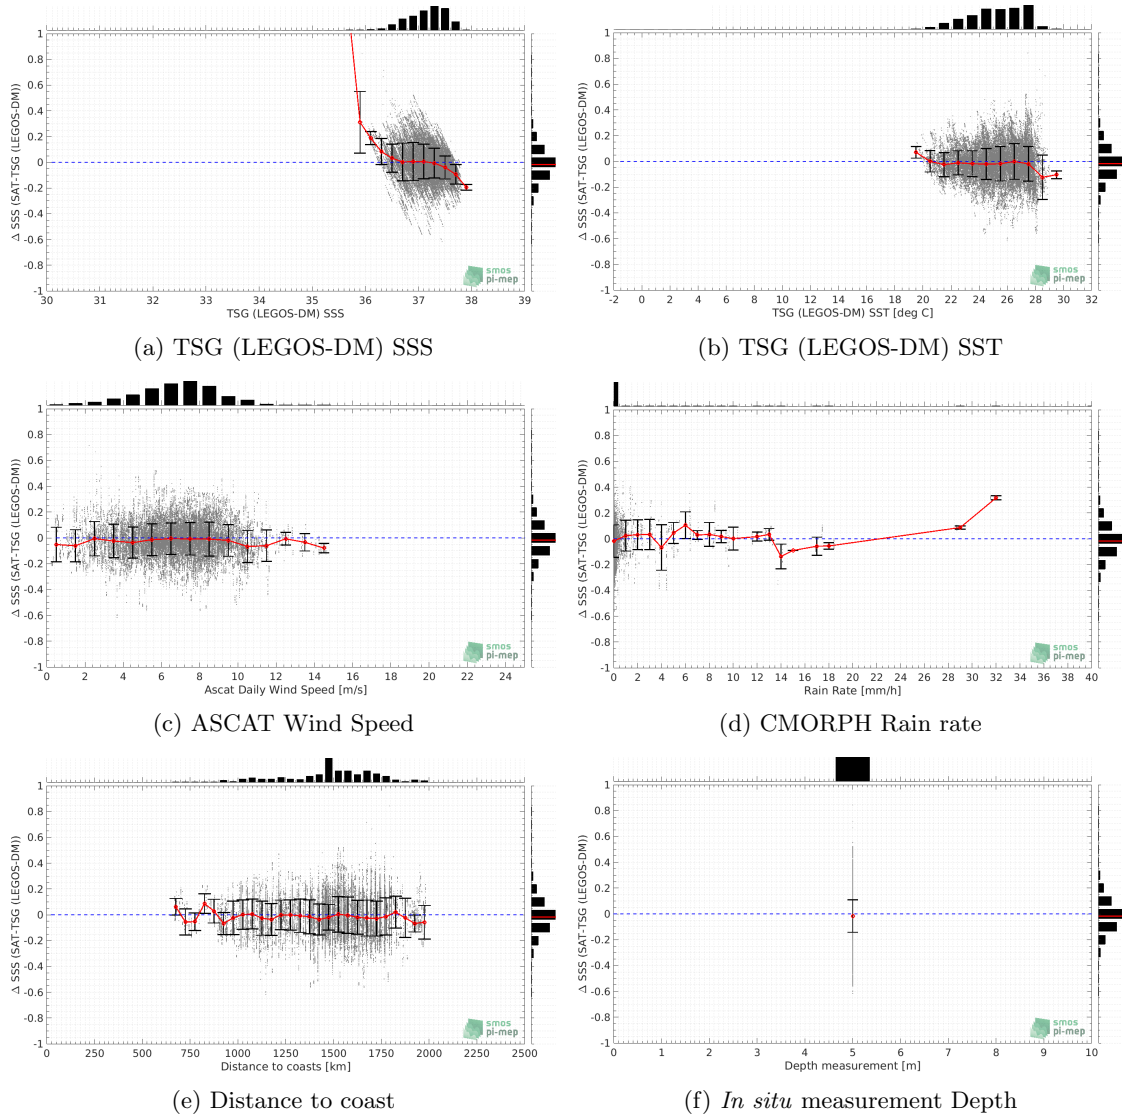 1
0.8
0.6
0.4
0.2
0
-0.2
-0.4
-0.6
-0.8
-1
Δ SSS (SAT-TSG (LEGOS-DM))
30 31 32 33 34 35 36 37 38 39
TSG (LEGOS-DM) SSS
smos
pi-mep
(a) TSG (LEGOS-DM) SSS
1
0.8
0.6
0.4
0.2
0
-0.2
-0.4
-0.6
-0.8
-1
Δ SSS (SAT-TSG (LEGOS-DM))
-2 0 2 4 6 8 10 12 14 16 18 20 22 24 26 28 30 32
TSG (LEGOS-DM) SST [deg C]
smos
pi-mep
(b) TSG (LEGOS-DM) SST
1
0.8
0.6
0.4
0.2
0
-0.2
-0.4
-0.6
-0.8
-1
Δ SSS (SAT-TSG (LEGOS-DM))
0 2 4 6 8 10 12 14 16 18 20 22 24
Ascat Daily Wind Speed [m/s]
smos
pi-mep
(c) ASCAT Wind Speed
1
0.8
0.6
0.4
0.2
0
-0.2
-0.4
-0.6
-0.8
-1
Δ SSS (SAT-TSG (LEGOS-DM))
0 2 4 6 8 10 12 14 16 18 20 22 24 26 28 30 32 34 36 38 40
Rain Rate [mm/h]
smos
pi-mep
(d) CMORPH Rain rate
1
0.8
0.6
0.4
0.2
0
-0.2
-0.4
-0.6
-0.8
-1
Δ SSS (SAT-TSG (LEGOS-DM))
0 250 500 750 1000 1250 1500 1750 2000 2250 2500
Distance to coasts [km]
smos
pi-mep
(e) Distance to coast
1
0.8
0.6
0.4
0.2
0
-0.2
-0.4
-0.6
-0.8
-1
Δ SSS (SAT-TSG (LEGOS-DM))
0 1 2 3 4 5 6 7 8 9 10
Depth measurement [m]
smos
pi-mep
(f) In situ measurement Depth